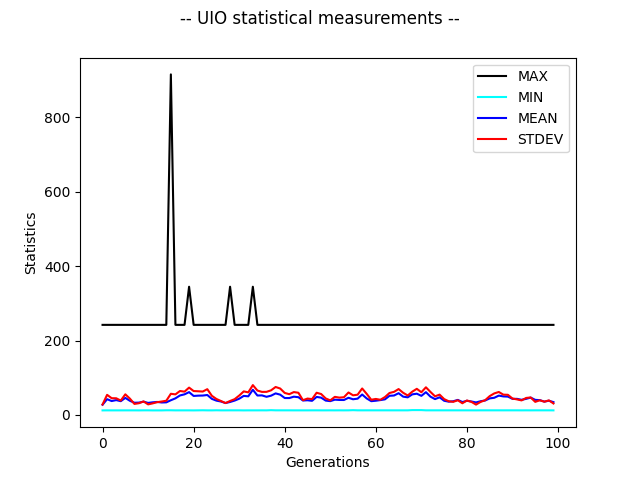 -- UIO statistical measurements --
MAX
MIN
MEAN
STDEV
Statistics
800
600
400
200
0
0 20 40 60 80 100
Generations